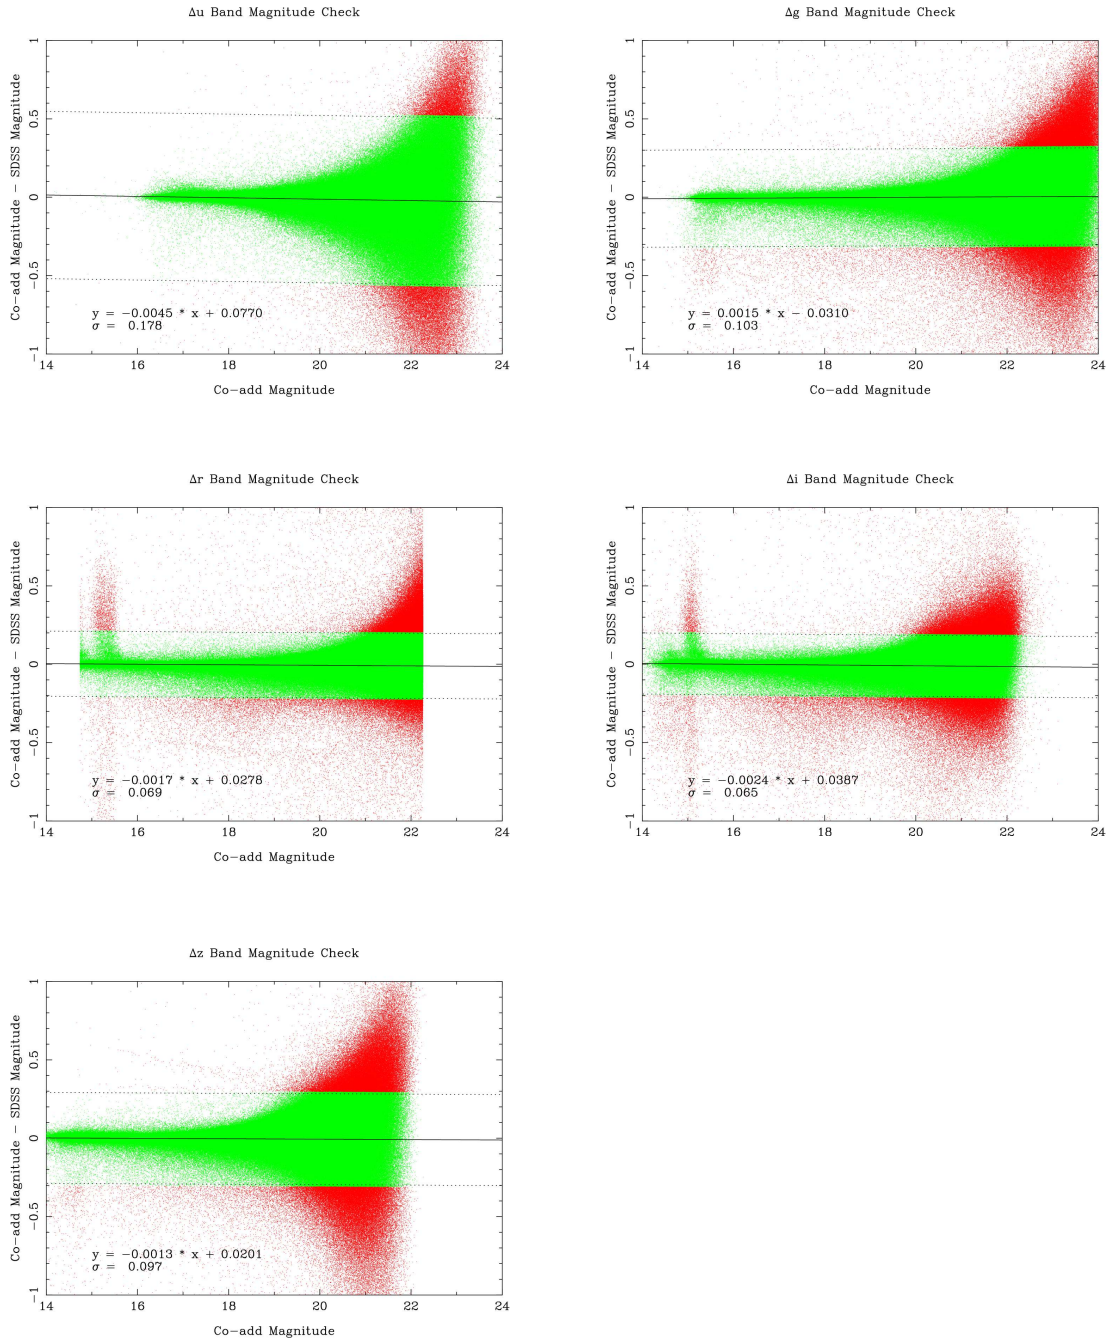 Δu Band Magnitude Check
Co-add Magnitude − SDSS Magnitude
1
0.5
0
−0.5
−1
y = −0.0045 * x + 0.0770
σ = 0.178
14 16 18 20 22 24
Co−add Magnitude
Δg Band Magnitude Check
Co-add Magnitude − SDSS Magnitude
1
0.5
0
−0.5
−1
y = 0.0015 * x − 0.0310
σ = 0.103
14 16 18 20 22 24
Co−add Magnitude
Δr Band Magnitude Check
Co−add Magnitude − SDSS Magnitude
1
0.5
0
−0.5
−1
y = −0.0017 * x + 0.0278
σ = 0.069
14 16 18 20 22 24
Co−add Magnitude
Δi Band Magnitude Check
Co−add Magnitude − SDSS Magnitude
1
0.5
0
−0.5
−1
y = −0.0024 * x + 0.0387
σ = 0.065
14 16 18 20 22 24
Co−add Magnitude
Δz Band Magnitude Check
Co−add Magnitude − SDSS Magnitude
1
0.5
0
−0.5
−1
y = −0.0013 * x + 0.0201
σ = 0.097
14 16 18 20 22 24
Co−add Magnitude